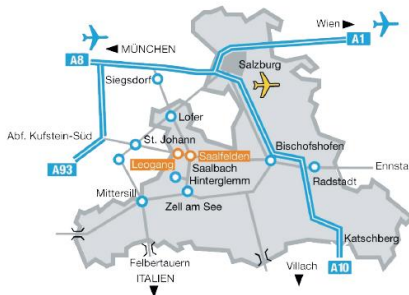 Wien
A1
A8
MÜNCHEN
Salzburg
Siegsdorf
Lofer
Abf. Kufstein-Süd
St. Johann
Bischofshofen
A93
Leogang
Saalfelden
Ennsta
Saalbach
Hinterglemm
Radstadt
Mittersill
Zell am See
Katschberg
Felbertauern
Villach
A10
ITALIEN